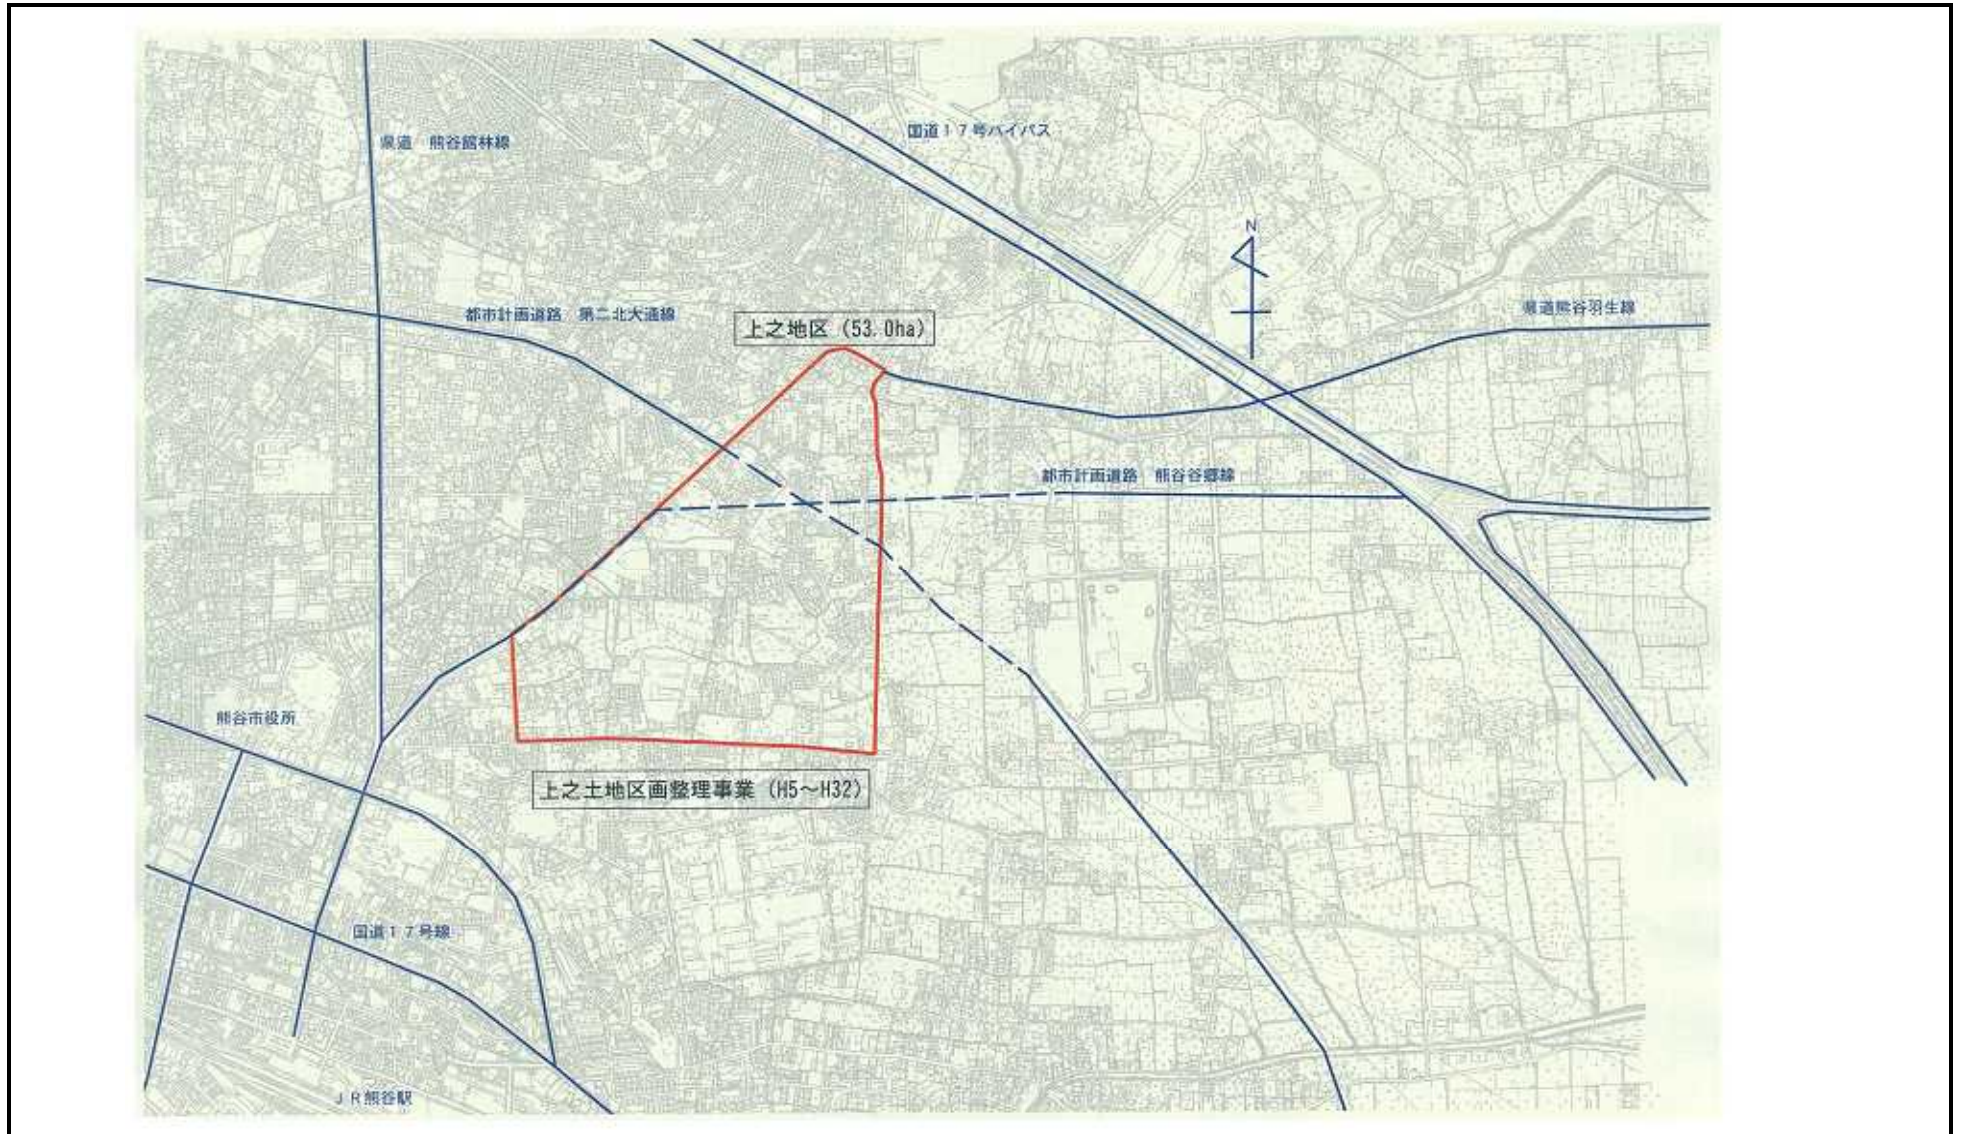 国道１７号バイパス
県道　熊谷館林線
N
県道熊谷羽生線
都市計画道路　第二北大通線
上之地区（53.0ha）
都市計画道路　熊谷谷郷線
熊谷市役所
上之土地区画整理事業（H5～H32）
国道１７号線
ＪＲ熊谷駅